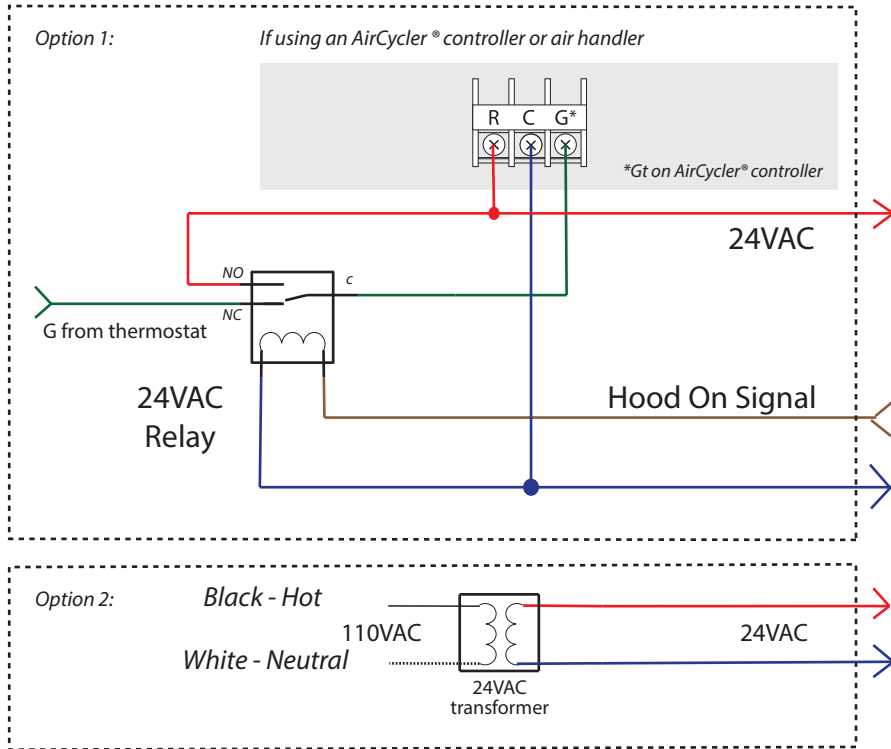 Option 1:
If using an AirCycler ® controller or air handler
R C G*
*Gt on AirCycler® controller
24VAC
NO
c
NC
G from thermostat
24VAC
Relay
Hood On Signal
Option 2:
Black - Hot
110VAC
24VAC
White - Neutral
24VAC
transformer